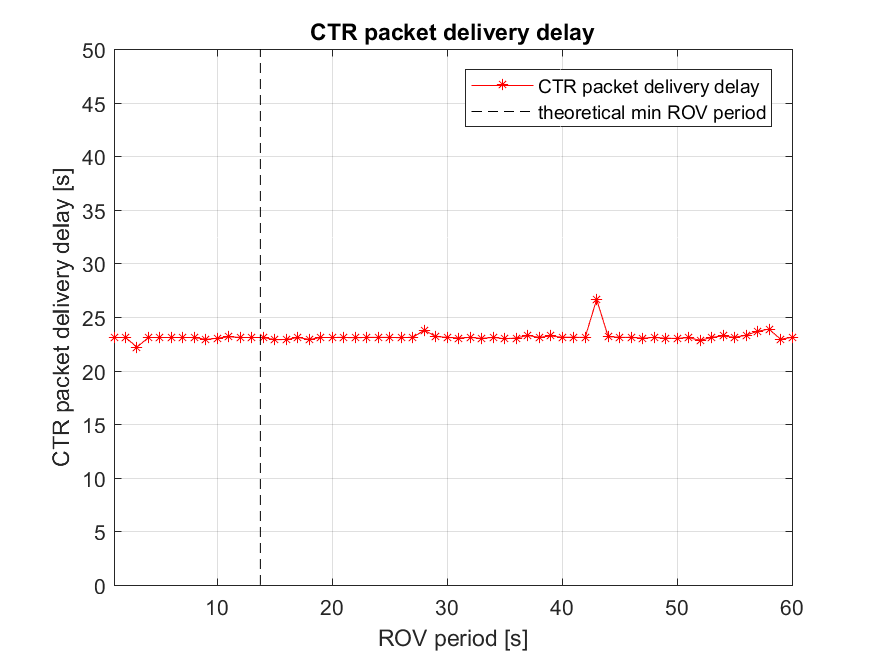 CTR packet delivery delay
50
45
40
35
30
25
20
15
10
5
0
CTR packet delivery delay [s]
CTR packet delivery delay
theoretical min ROV period
10 20 30 40 50 60
ROV period [s]